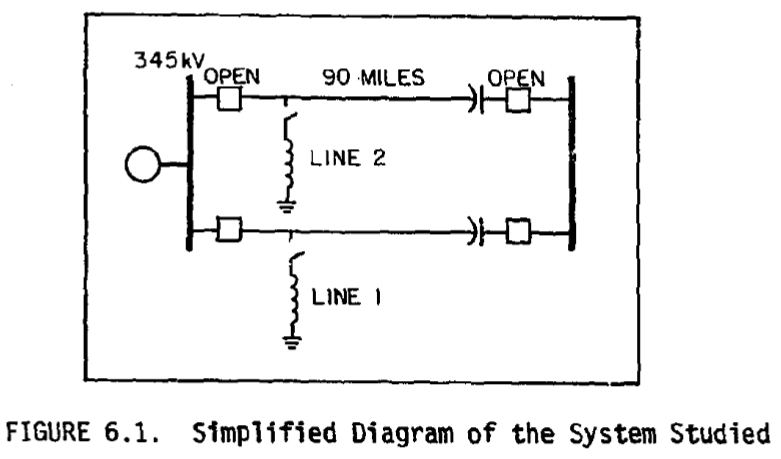 345kV
OPEN 90 MILES OPEN
LINE 2
LINE 1
FIGURE 6.1. Simplified Diagram of the System Studied